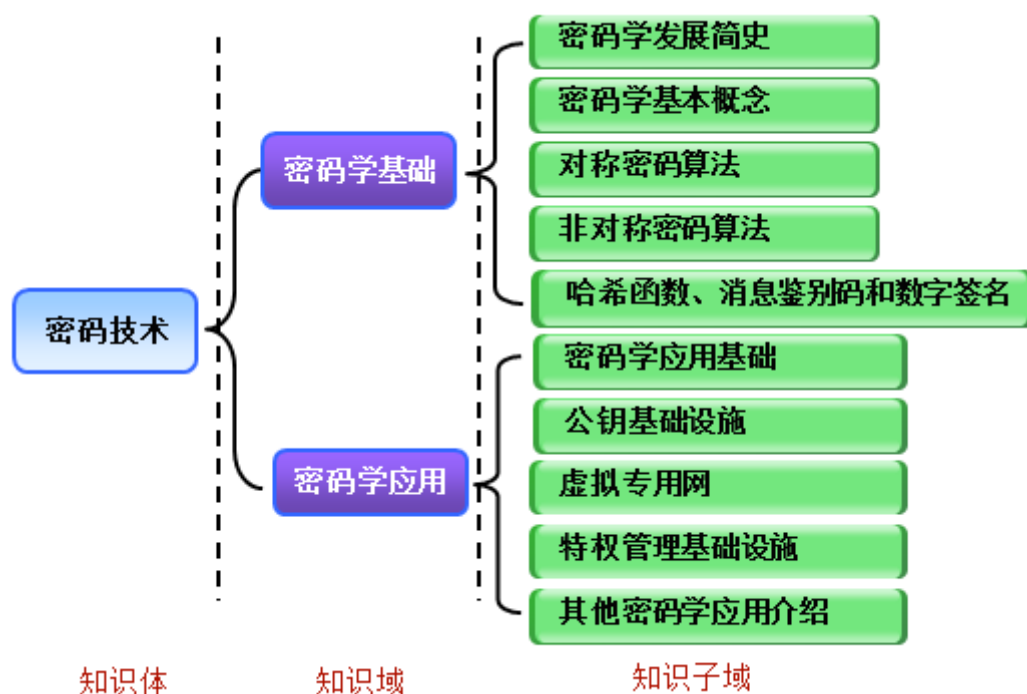 密码技术
密码学基础
密码学发展简史
密码学基本概念
对称密码算法
非对称密码算法
哈希函数、消息鉴别码和数字签名
密码学应用
密码学应用基础
公钥基础设施
虚拟专用网
特权管理基础设施
其他密码学应用介绍
知识体
知识域
知识子域